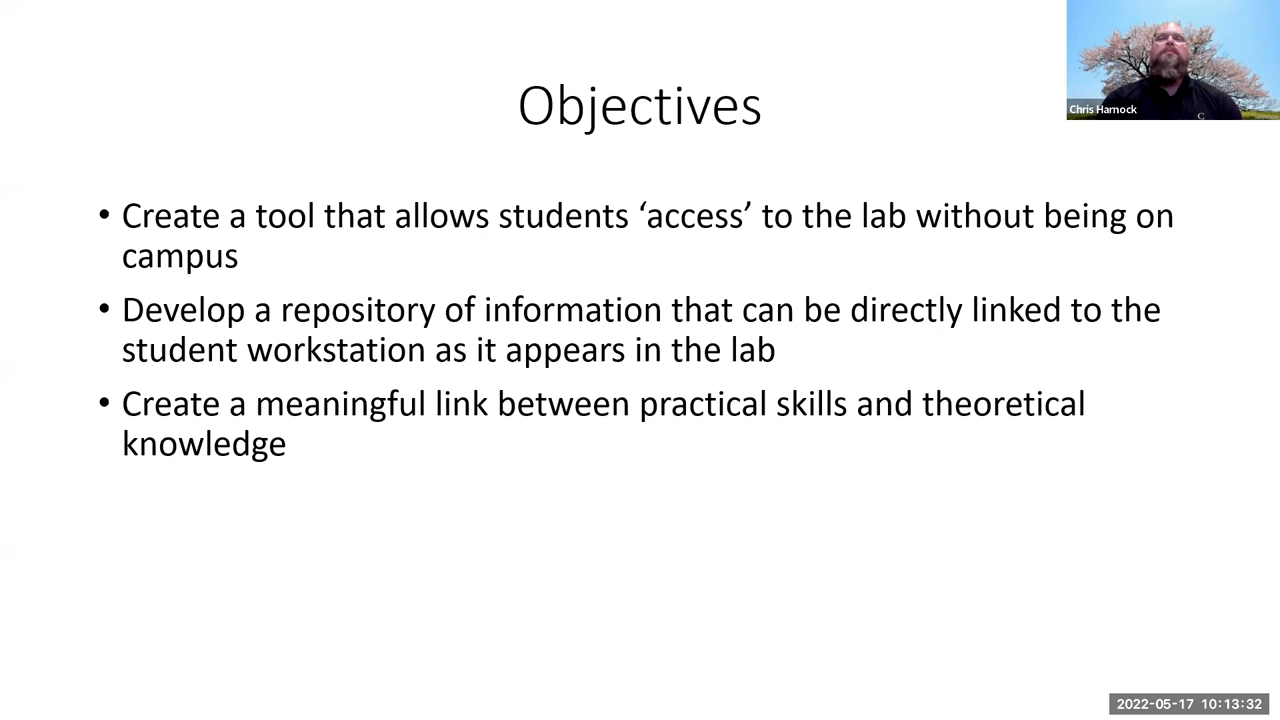 Objectives
• Create a tool that allows students ‘access’ to the lab without being on
campus
• Develop a repository of information that can be directly linked to the
student workstation as it appears in the lab
• Create a meaningful link between practical skills and theoretical
knowledge
Chris Harnock
C
2022-05-17 10:13:32